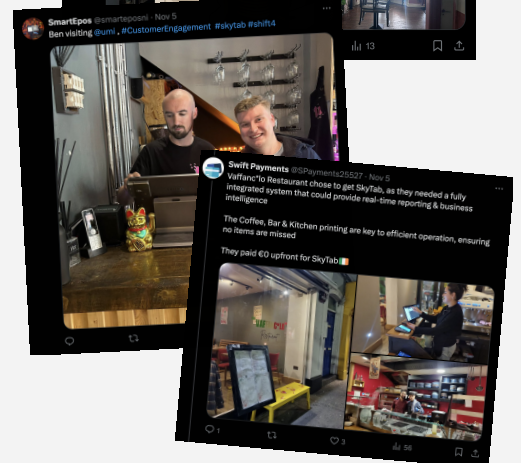 SmartEpos @smarteposni · Nov 5
Ben visiting @umi , #CustomerEngagement #skytab #shift4
13
Swift Payments @SPayments25527 · Nov 5
Vaffanc*lo Restaurant chose to get SkyTab, as they needed a fully
integrated system that could provide real-time reporting & business
intelligence
The Coffee, Bar & Kitchen printing are key to efficient operation, ensuring
no items are missed
They paid €0 upfront for SkyTab🇮🇪
1
3
56